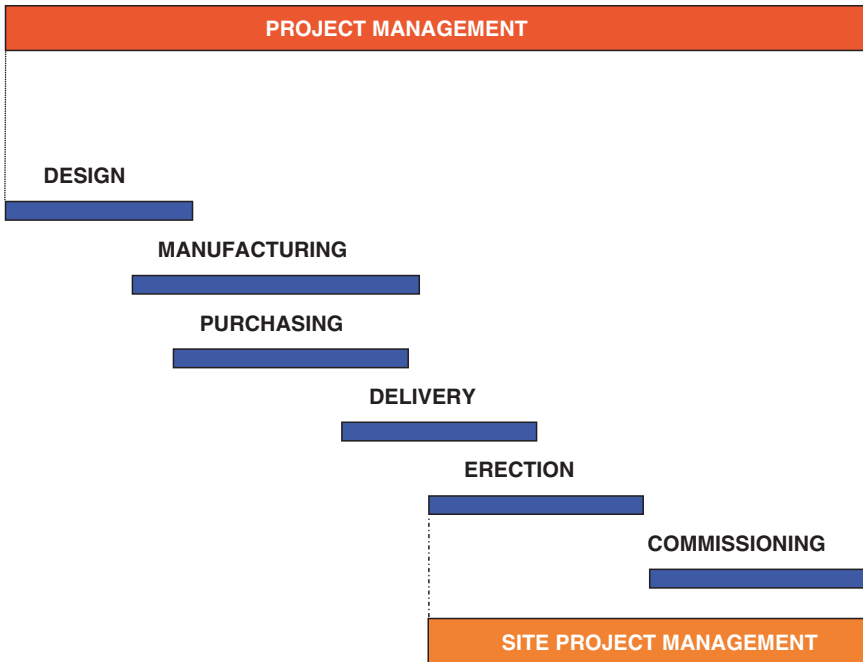 PROJECT MANAGEMENT
DESIGN
MANUFACTURING
PURCHASING
DELIVERY
ERECTION
COMMISSIONING
SITE PROJECT MANAGEMENT